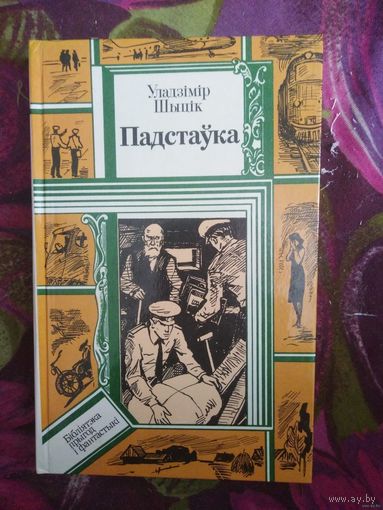 Уладзімір
Шыцік
Падстаўка
Бібліятэка
прыгод
і фантастыкі
www.ay.by